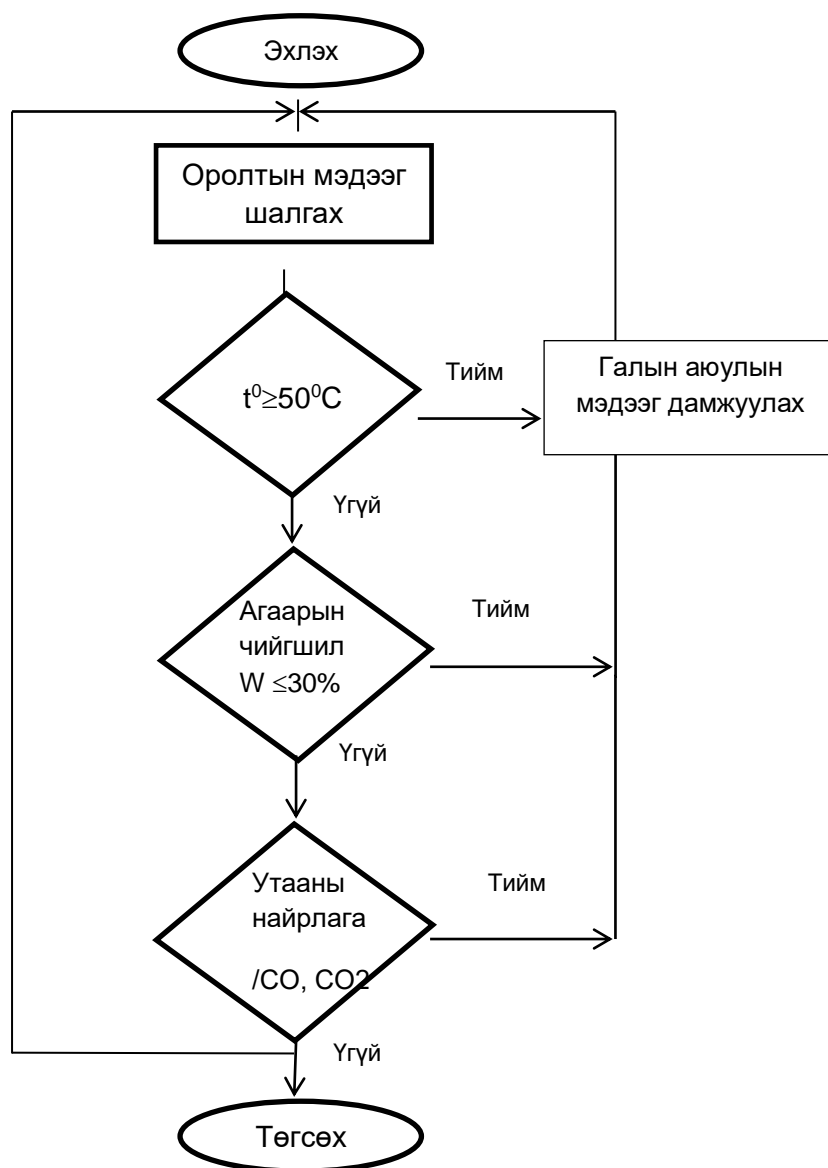 Эхлэх
Оролтын мэдээг
шалгах
t⁰≥50⁰C
Тийм
Галын аюулын
мэдээг дамжуулах
Үгүй
Агаарын
чийгшил
W ≤30%
Тийм
Үгүй
Утааны
найрлага
/CO, CO2
Тийм
Үгүй
Төгсөх